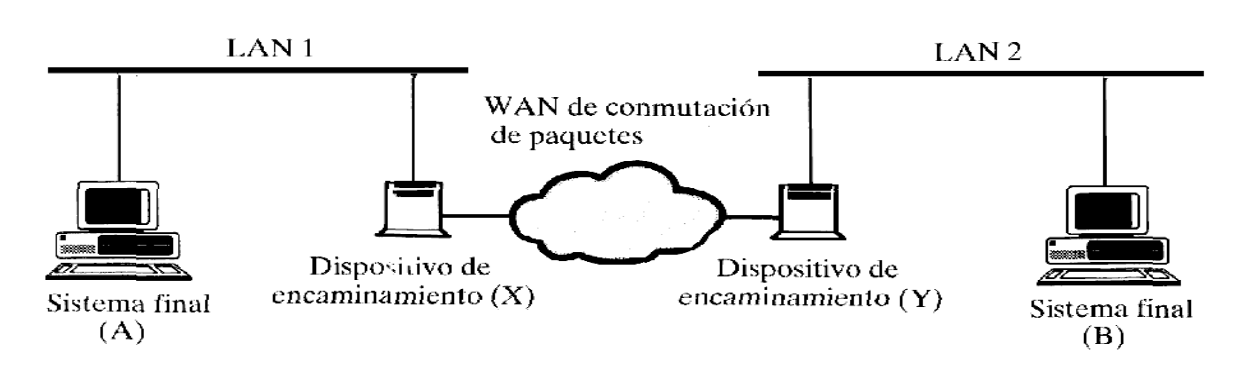 LAN 1
LAN 2
WAN de conmutación
de paquetes
Dispositivo de
encaminamiento (X)
Dispositivo de
encaminamiento (Y)
Sistema final
(A)
Sistema final
(B)